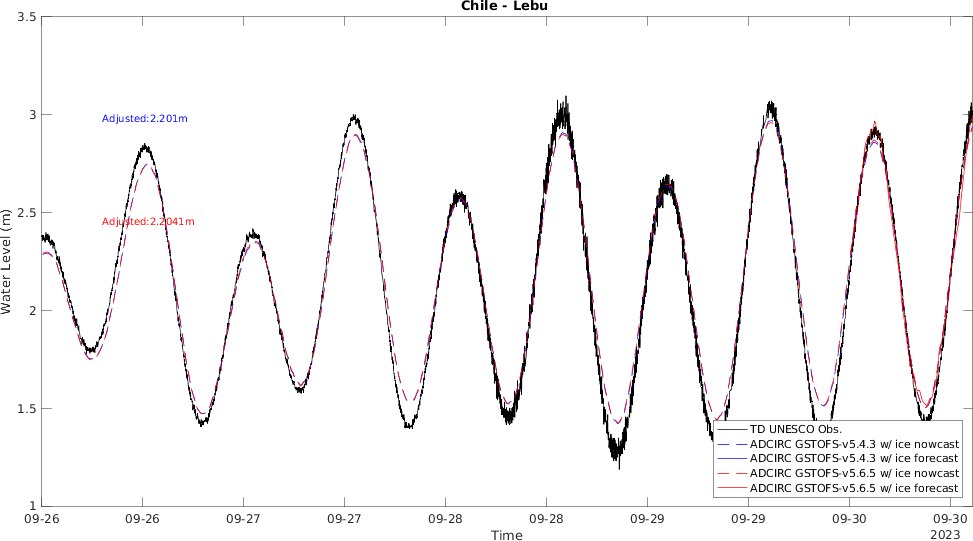 Chile - Lebu
3.5
3
2.5
2
1.5
1
Water Level (m)
Adjusted:2.201m
Adjusted:2.2041m
TD UNESCO Obs.
ADCIRC GSTOFS-v5.4.3 w/ ice nowcast
ADCIRC GSTOFS-v5.4.3 w/ ice forecast
ADCIRC GSTOFS-v5.6.5 w/ ice nowcast
ADCIRC GSTOFS-v5.6.5 w/ ice forecast
09-26 09-26 09-27 09-27 09-28 09-28 09-29 09-29 09-30 09-30
2023
Time